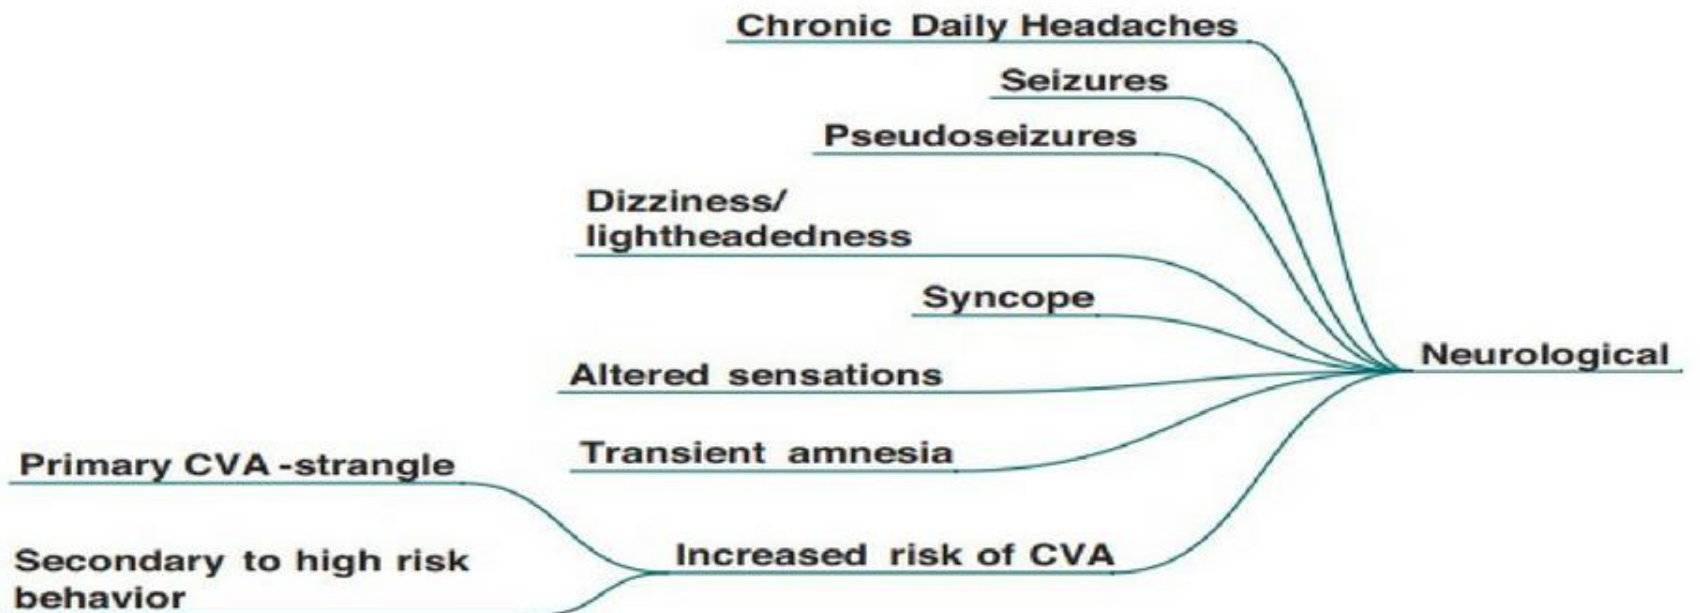 Chronic Daily Headaches
Seizures
Pseudoseizures
Dizziness/
lightheadedness
Syncope
Neurological
Altered sensations
Transient amnesia
Primary CVA-strangle
Increased risk of CVA
Secondary to high risk
behavior